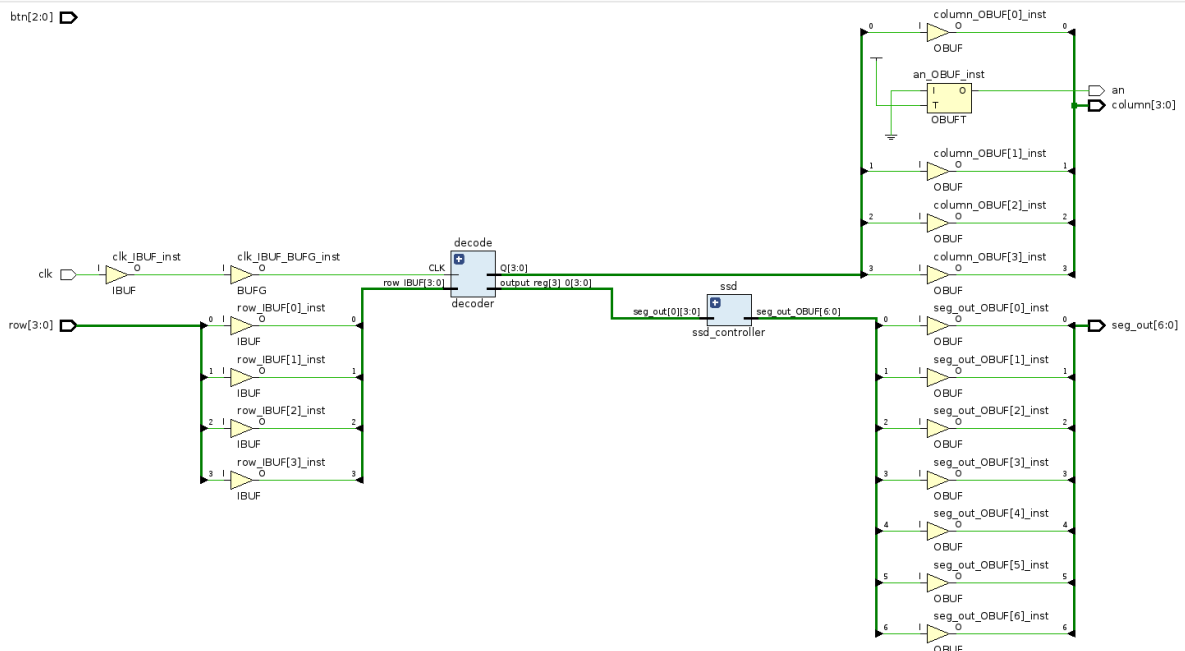 btn[2:0]
column_OBUF[0]_inst
0 I O 0
OBUF
an_OBUF_inst
I O
T
OBUFT
an
column[3:0]
column_OBUF[1]_inst
1 I O 1
OBUF
column_OBUF[2]_inst
2 I O 2
OBUF
column_OBUF[3]_inst
3 I O 3
OBUF
clk_IBUF_inst
clk
I O
IBUF
clk_IBUF_BUFG_inst
I O
BUFG
decode
CLK
row_IBUF[3:0]
Q[3:0]
output_reg[3]_0[3:0]
decoder
row[3:0]
row_IBUF[0]_inst
0 I O 0
IBUF
row_IBUF[1]_inst
1 I O 1
IBUF
row_IBUF[2]_inst
2 I O 2
IBUF
row_IBUF[3]_inst
3 I O 3
IBUF
ssd
seg_out[0][3:0]
seg_out_OBUF[6:0]
ssd_controller
seg_out_OBUF[0]_inst
0 I O 0
OBUF
seg_out[6:0]
seg_out_OBUF[1]_inst
1 I O 1
OBUF
seg_out_OBUF[2]_inst
2 I O 2
OBUF
seg_out_OBUF[3]_inst
3 I O 3
OBUF
seg_out_OBUF[4]_inst
4 I O 4
OBUF
seg_out_OBUF[5]_inst
5 I O 5
OBUF
seg_out_OBUF[6]_inst
6 I O 6
OBUF